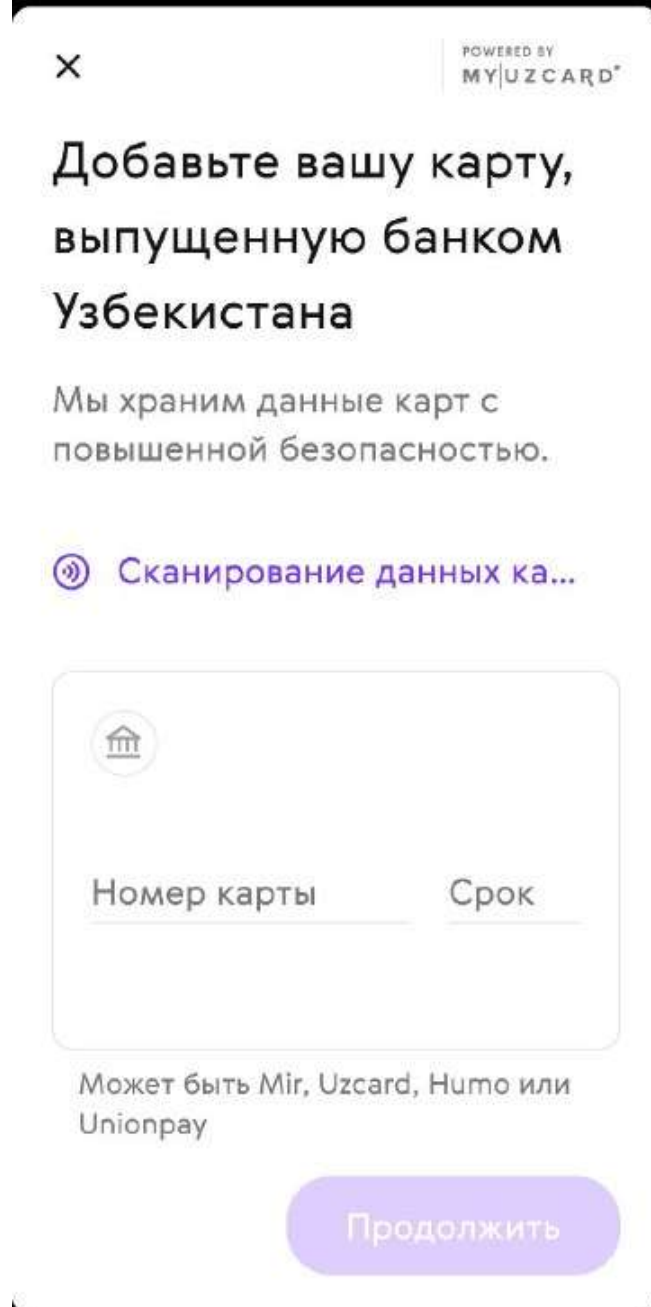 POWERED BY
MY|UZCARD®
Добавьте вашу карту,
выпущенную банком
Узбекистана
Мы храним данные карт с
повышенной безопасностью.
Сканирование данных ка...
Номер карты
Срок
Может быть Mir, Uzcard, Humo или
Unionpay
Продолжить